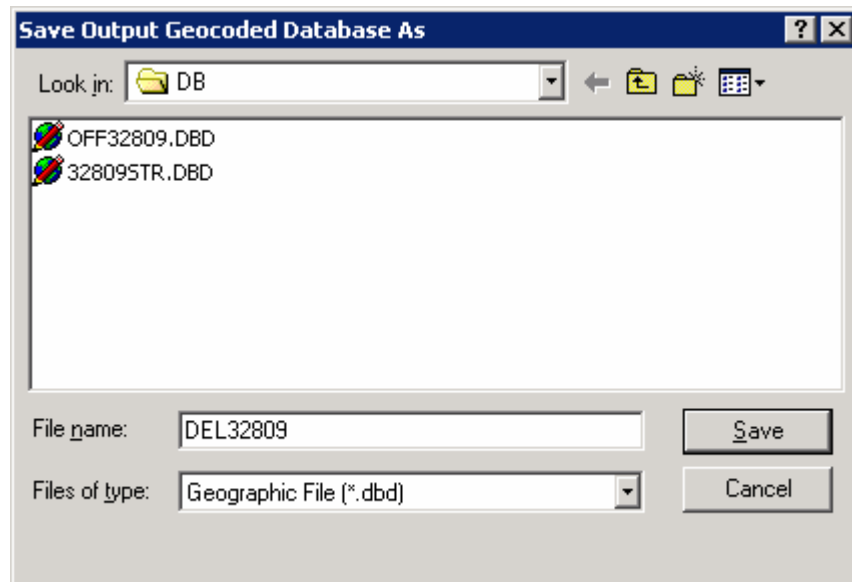 Save Output Geocoded Database As
Look in: DB
OFF32809.DBD
32809STR.DBD
File name: DEL32809 Save
Files of type: Geographic File (*.dbd) Cancel